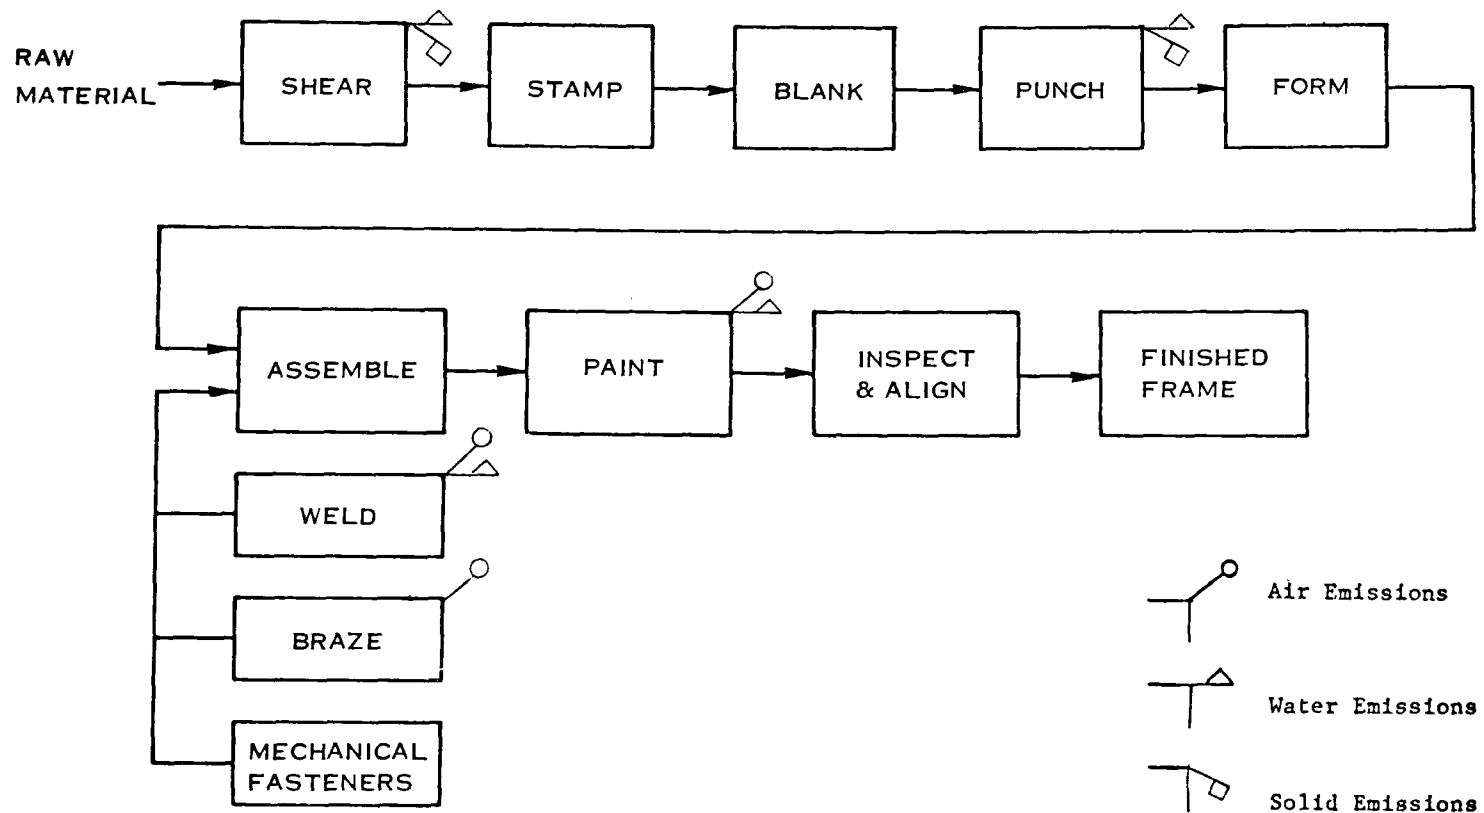 RAW
MATERIAL
SHEAR
STAMP
BLANK
PUNCH
FORM
ASSEMBLE
PAINT
INSPECT
& ALIGN
FINISHED
FRAME
WELD
BRAZE
MECHANICAL
FASTENERS
Air Emissions
Water Emissions
Solid Emissions